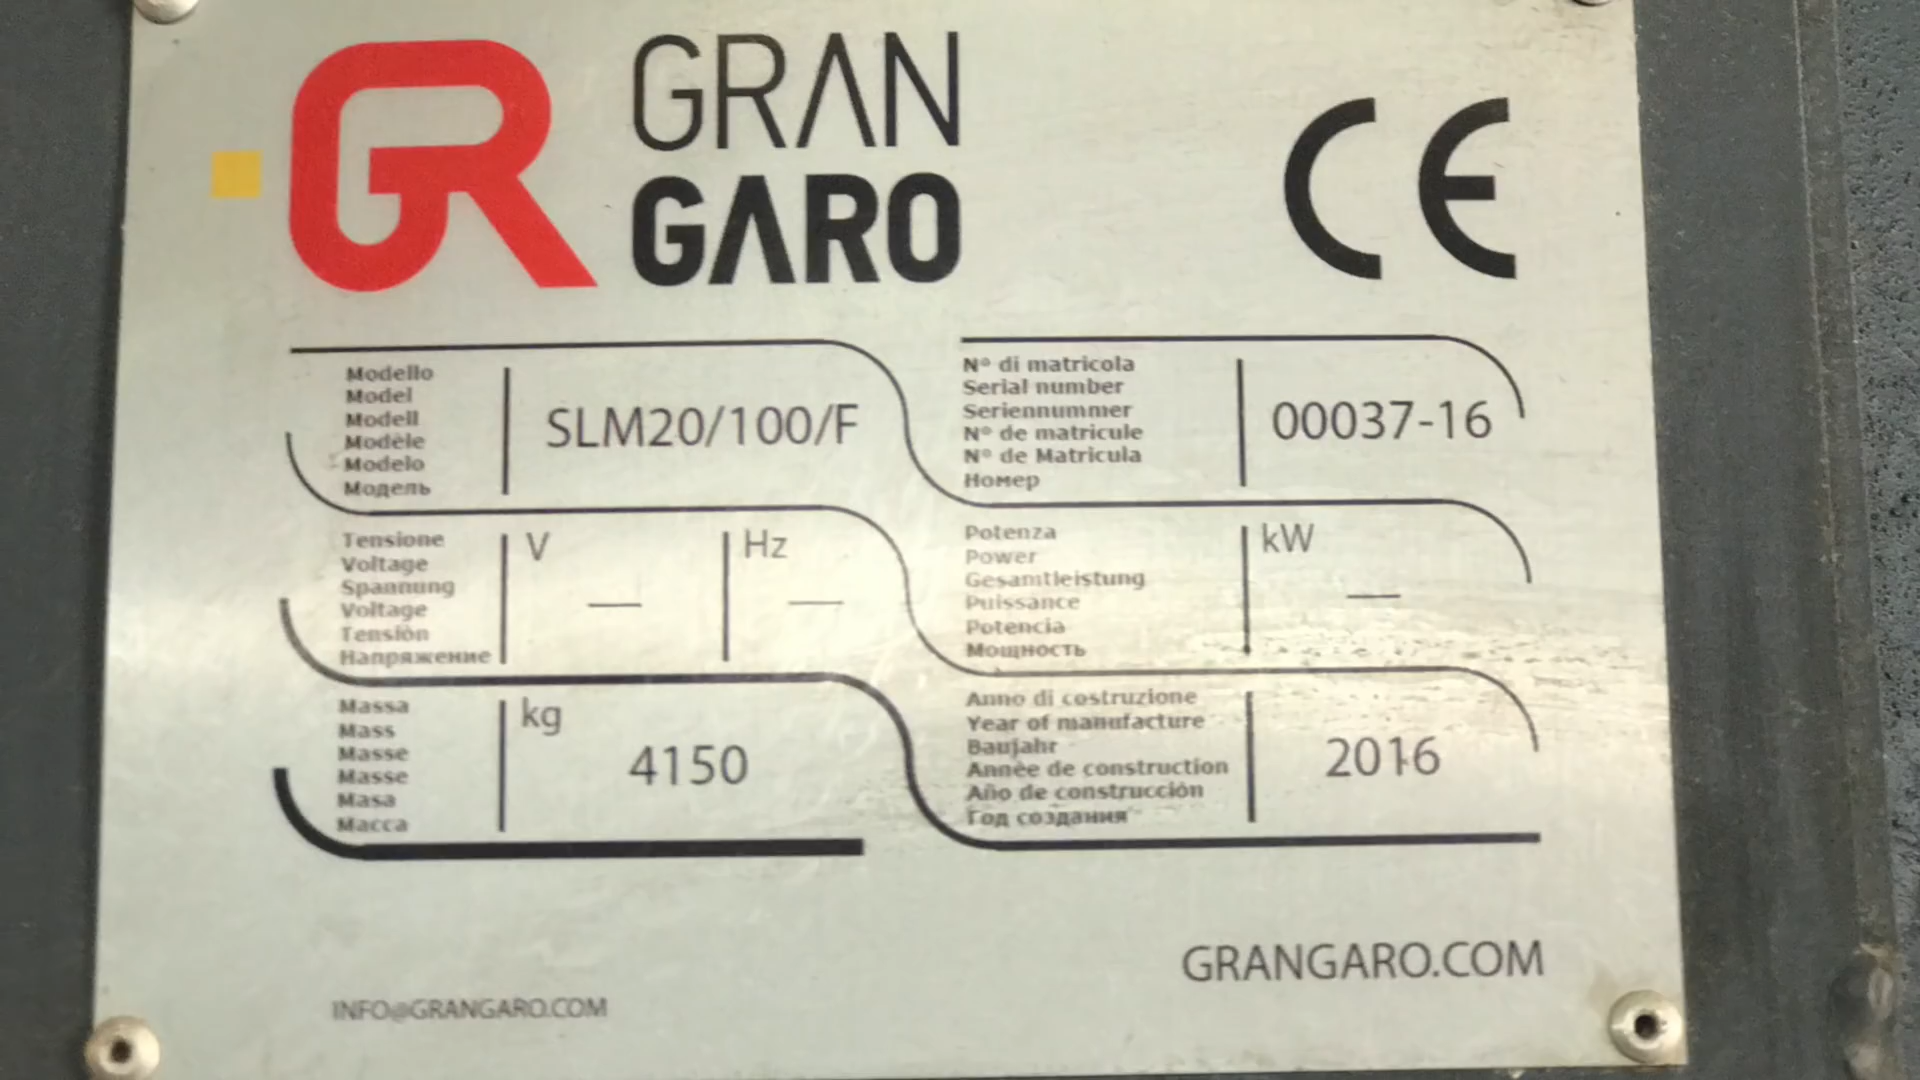 GR
GRAN
GARO
CE
Modello
Model
Modell
Modèle
Modelo
Модель
SLM20/100/F
N° di matricola
Serial number
Seriennummer
N° de matricule
N° de Matricula
Номер
00037-16
Tensione
Voltage
Spannung
Voltage
Tensiòn
Напряжение
V
—
Hz
—
Potenza
Power
Gesamtleistung
Puissance
Potencia
Мощность
kW
—
Massa
Mass
Masse
Masse
Masa
Масса
kg
4150
Anno di costruzione
Year of manufacture
Baujahr
Annèe de construction
Año de construcción
Год создания
2016
GRANGARO.COM
INFO@GRANGARO.COM